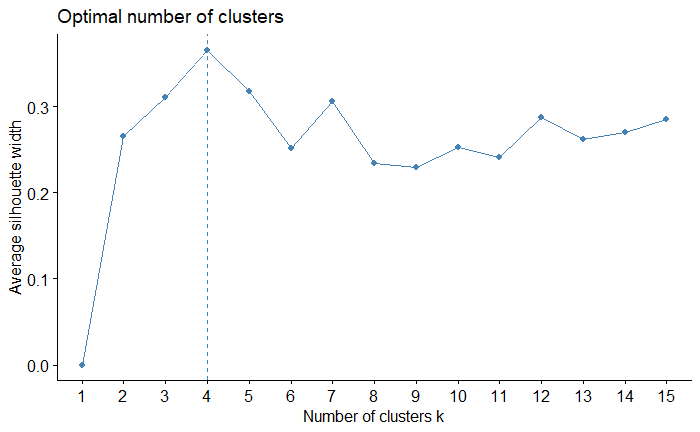 Optimal number of clusters
Average silhouette width
0.3
0.2
0.1
0.0
1 2 3 4 5 6 7 8 9 10 11 12 13 14 15
Number of clusters k